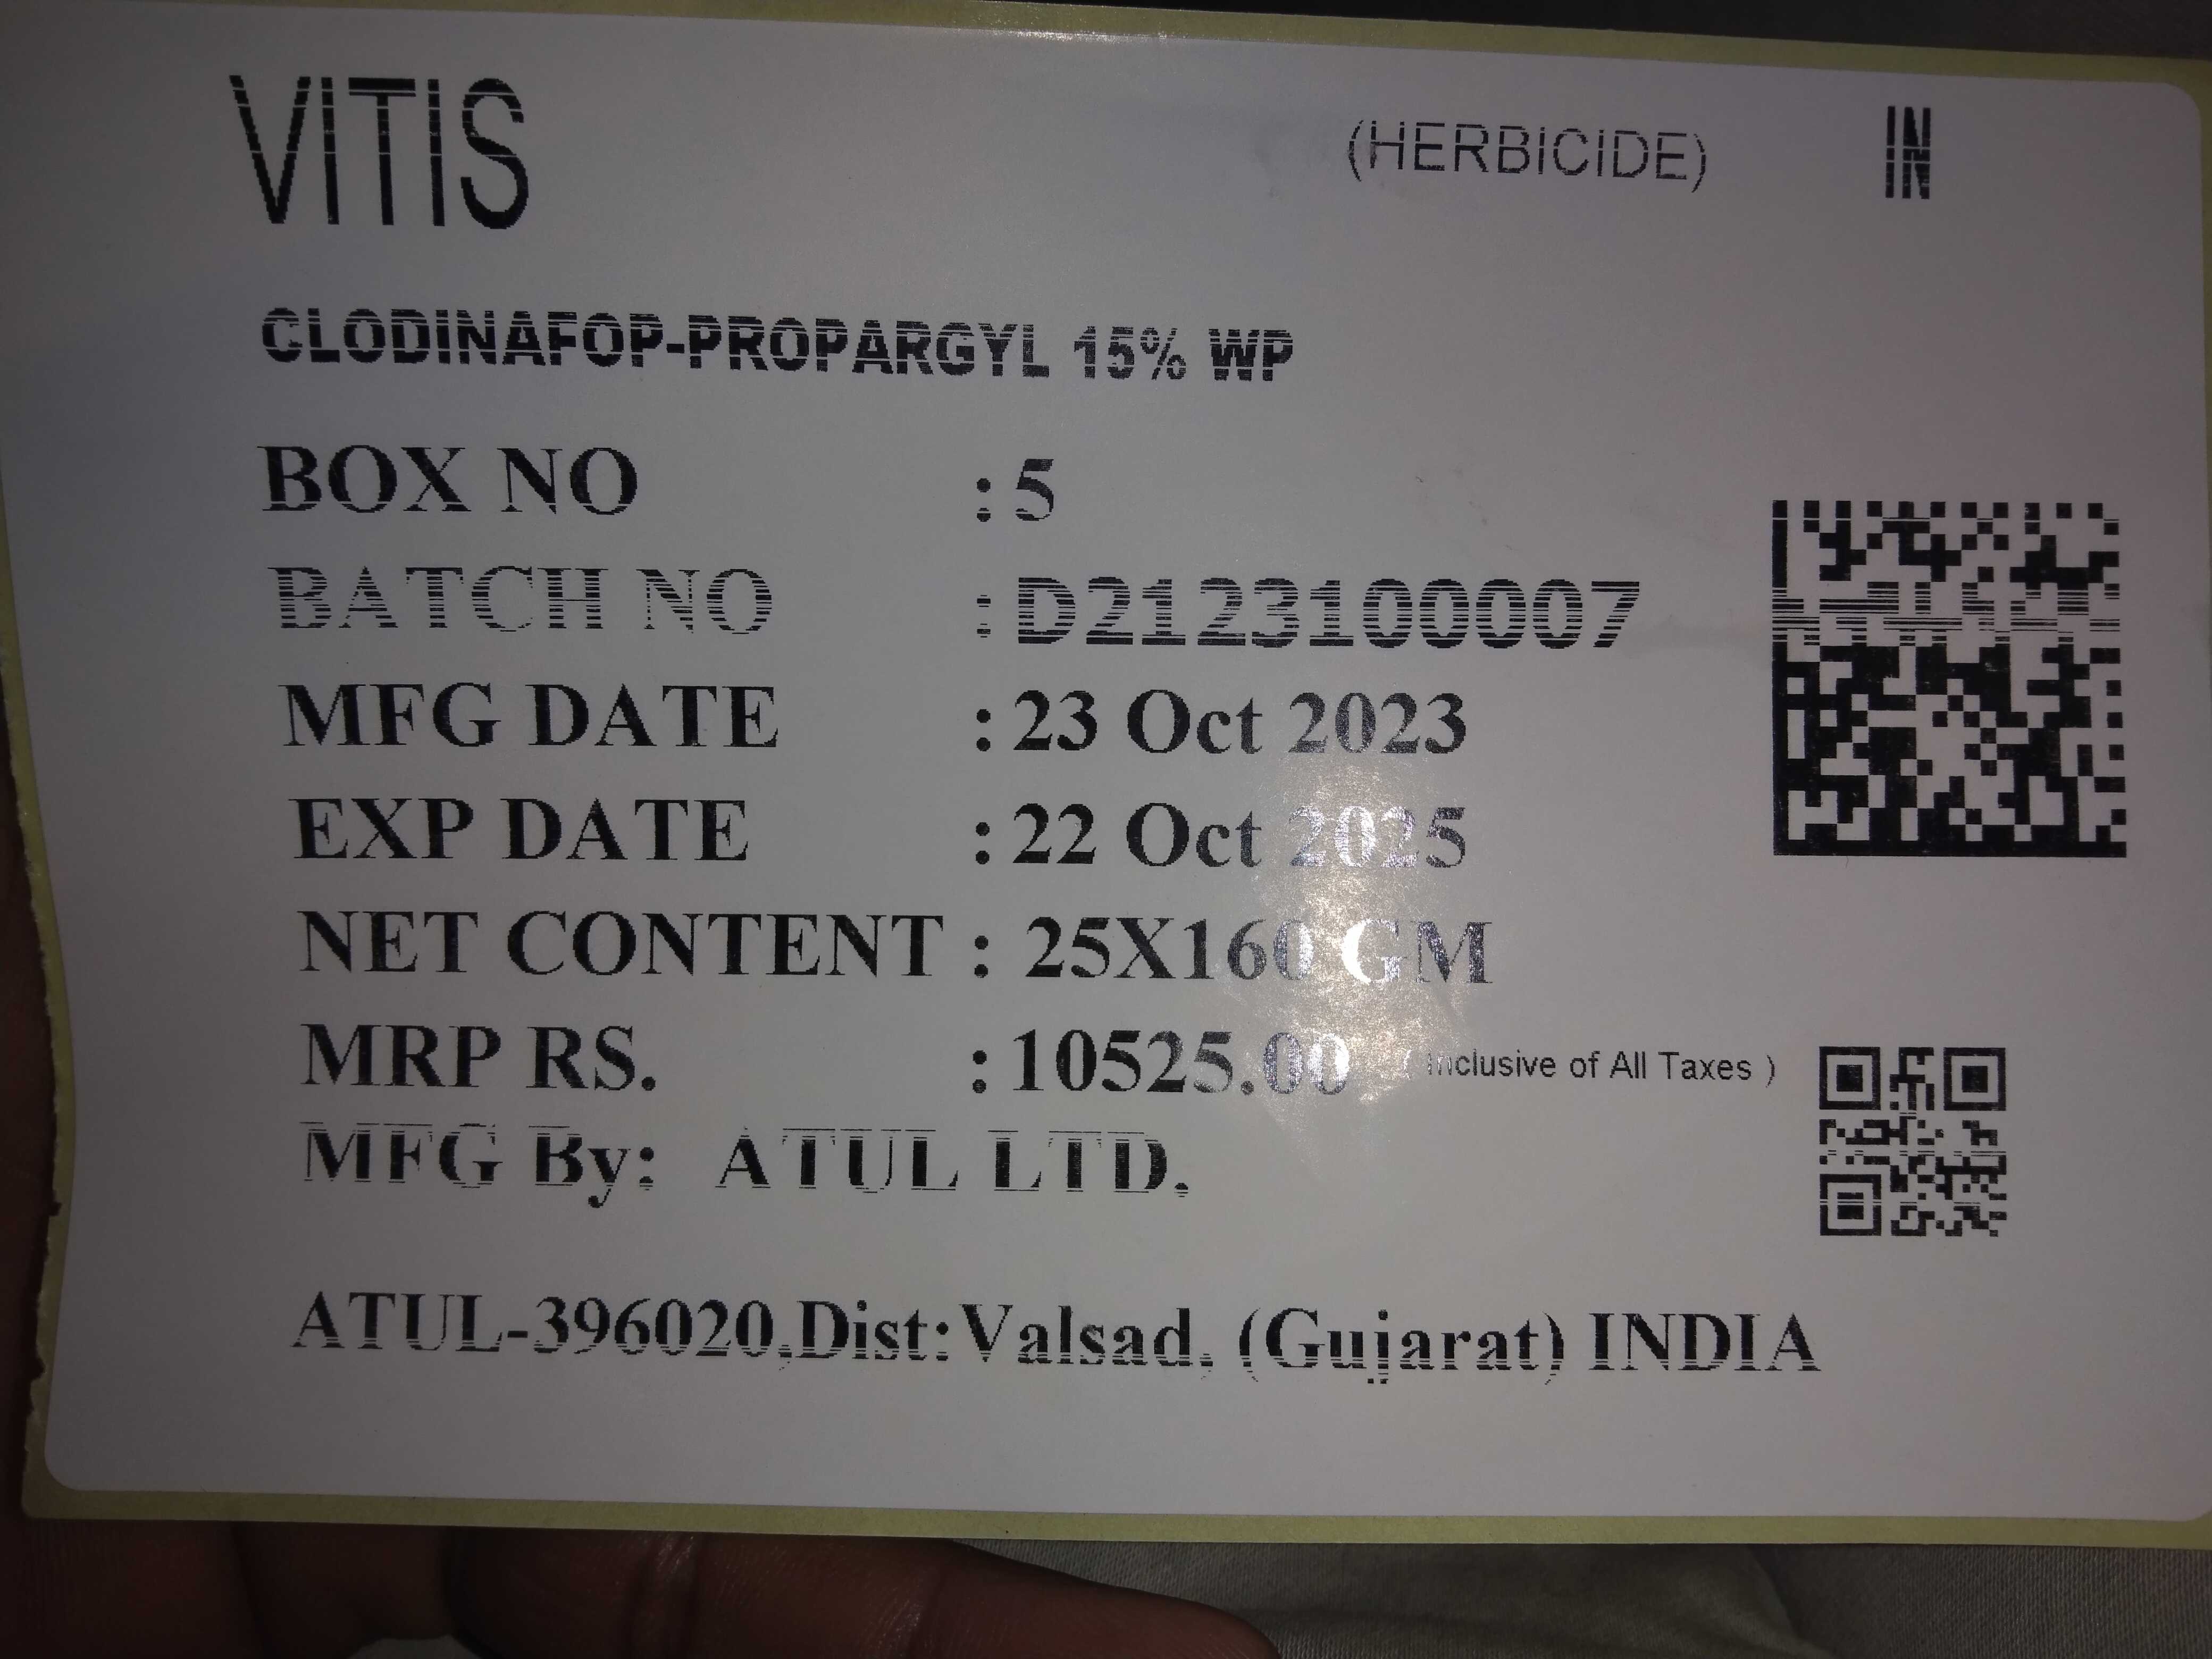 VITIS (HERBICIDE) IN
CLODINAFOP-PROPARGYL 15% WP
BOX NO : 5
BATCH NO : D2123100007
MFG DATE : 23 Oct 2023
EXP DATE : 22 Oct 2025
NET CONTENT : 25X160 GM
MRP RS. : 10525.00 ( Inclusive of All Taxes )
MFG By: ATUL LTD.
ATUL-396020,Dist:Valsad, (Gujarat) INDIA